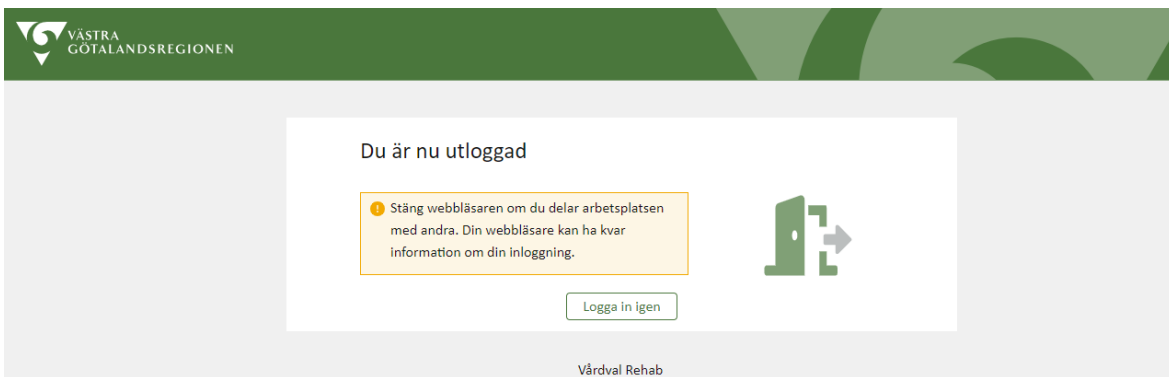 VÄSTRA
GÖTALANDSREGIONEN
Du är nu utloggad
Stäng webbläsaren om du delar arbetsplatsen
med andra. Din webbläsare kan ha kvar
information om din inloggning.
Logga in igen
Vårdval Rehab